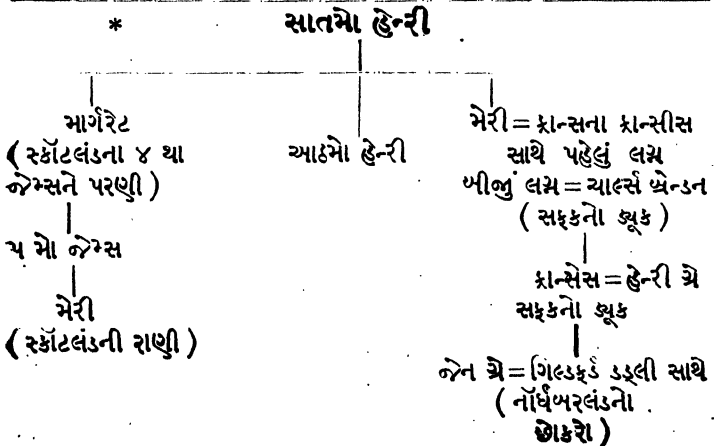 * સાતમો હેન્રી
માર્ગરેટ
(સ્કૉટલંડના ૪ થા
જેમ્સને પરણી)
૫ મો જેમ્સ
મેરી
(સ્કૉટલંડની રાણી)
આઠમો હેન્રી
મેરી = ફ્રાન્સના ફ્રાન્સીસ
સાથે પહેલું લગ્ન
બીજું લગ્ન = ચાર્લ્સ બ્રેન્ડન
(સફકનો ડ્યૂક)
ફ્રાન્સેસ = હેન્રી ગ્રે
સફકનો ડ્યૂક
જેન ગ્રે = ગિલ્ડફર્ડ ડડ્લી સાથે
(નૉર્ધંબરલંડનો
છોકરો)